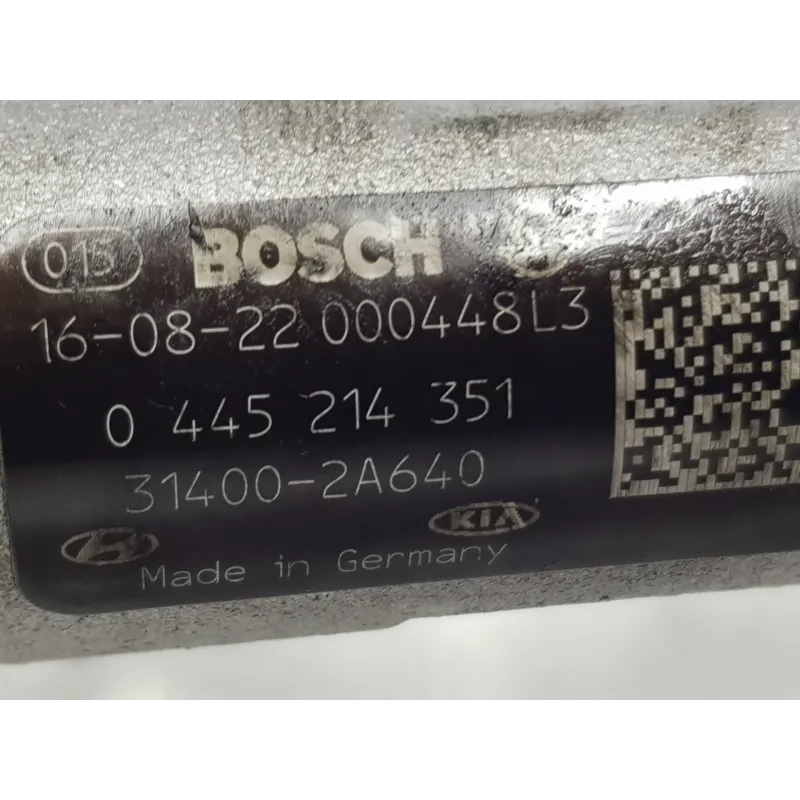 015 BOSCH
16-08-22 000448L3
0 445 214 351
31400-2A640
KIA
Made in Germany